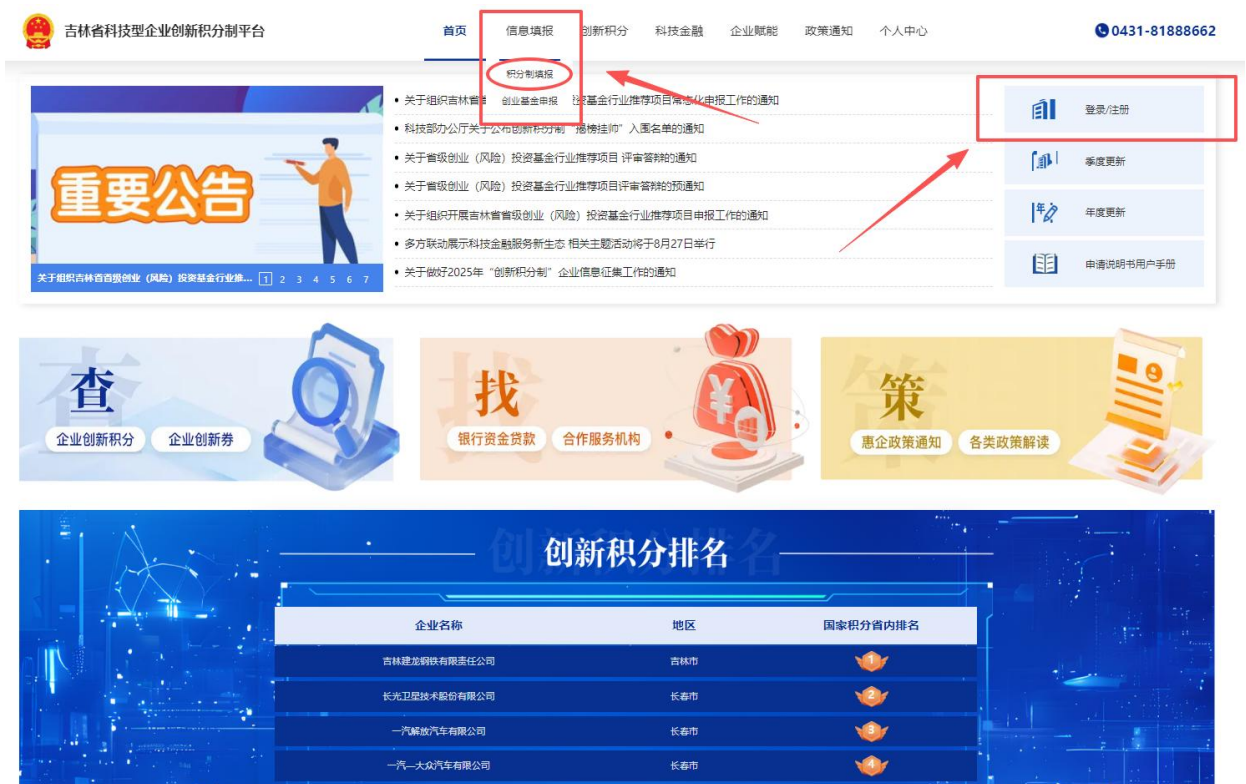 吉林省科技型企业创新积分制平台
首页 信息填报 创新积分 科技金融 企业赋能 政策通知 个人中心
0431-81888662
积分制填报
创业基金申报
关于组织吉林省省 投资基金行业推荐项目常态化申报工作的通知
科技部办公厅关于公布创新积分制“揭榜挂帅”入围名单的通知
关于省级创业（风险）投资基金行业推荐项目 评审答辩的通知
关于省级创业（风险）投资基金行业推荐项目评审答辩的预通知
关于组织开展吉林省省级创业（风险）投资基金行业推荐项目申报工作的通知
多方联动展示科技金融服务新生态 相关主题活动将于8月27日举行
关于做好2025年“创新积分制”企业信息征集工作的通知
重要公告
关于组织吉林省省级创业（风险）投资基金行业推... 1 2 3 4 5 6 7
登录/注册
季度更新
年度更新
申请说明书用户手册
查
企业创新积分 企业创新券
找
银行资金贷款 合作服务机构
策
惠企政策通知 各类政策解读
创新积分排名
企业名称 地区 国家积分省内排名
吉林建龙钢铁有限责任公司 吉林市 1
长光卫星技术股份有限公司 长春市 2
一汽解放汽车有限公司 长春市 3
一汽—大众汽车有限公司 长春市 4